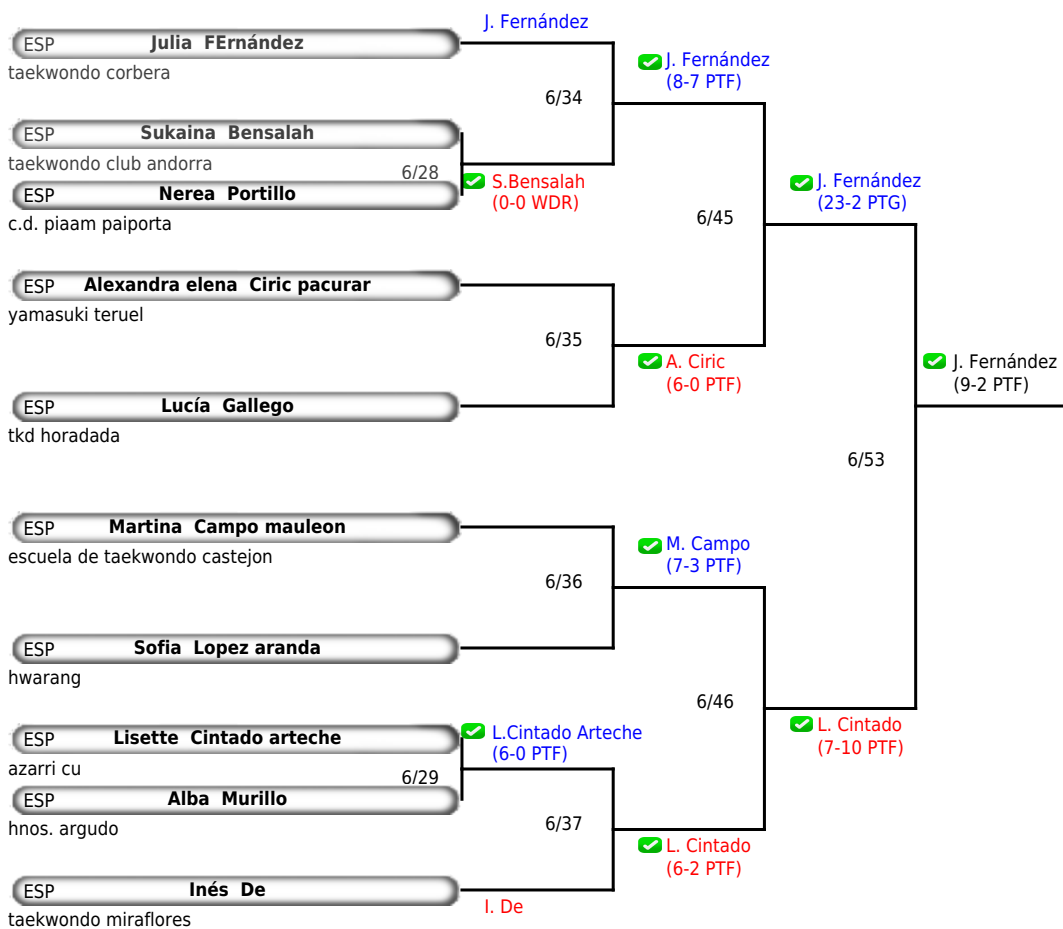 J. Fernández
ESP Julia FErnández
taekwondo corbera
J. Fernández
(8-7 PTF)
6/34
ESP Sukaina Bensalah
taekwondo club andorra
6/28
S.Bensalah
(0-0 WDR)
ESP Nerea Portillo
c.d. piaam paiporta
J. Fernández
(23-2 PTG)
6/45
ESP Alexandra elena Ciric pacurar
yamasuki teruel
6/35
A. Ciric
(6-0 PTF)
J. Fernández
(9-2 PTF)
ESP Lucía Gallego
tkd horadada
6/53
ESP Martina Campo mauleon
escuela de taekwondo castejon
M. Campo
(7-3 PTF)
6/36
ESP Sofia Lopez aranda
hwarang
6/46
L. Cintado
(7-10 PTF)
ESP Lisette Cintado arteche
azarri cu
L.Cintado Arteche
(6-0 PTF)
6/29
ESP Alba Murillo
hnos. argudo
6/37
L. Cintado
(6-2 PTF)
ESP Inés De
taekwondo miraflores
I. De